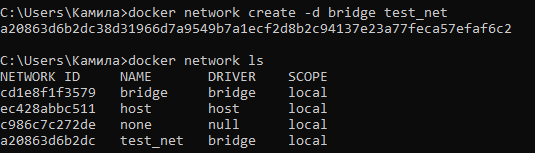 C:\Users\Камила>docker network create -d bridge test_net
a20863d6b2dc38d31966d7a9549b7a1ecf2d8b2c94137e23a77feca57efaf6c2
C:\Users\Камила>docker network ls
NETWORK ID NAME DRIVER SCOPE
cd1e8f1f3579 bridge bridge local
ec428abbc511 host host local
c986c7c272de none null local
a20863d6b2dc test_net bridge local